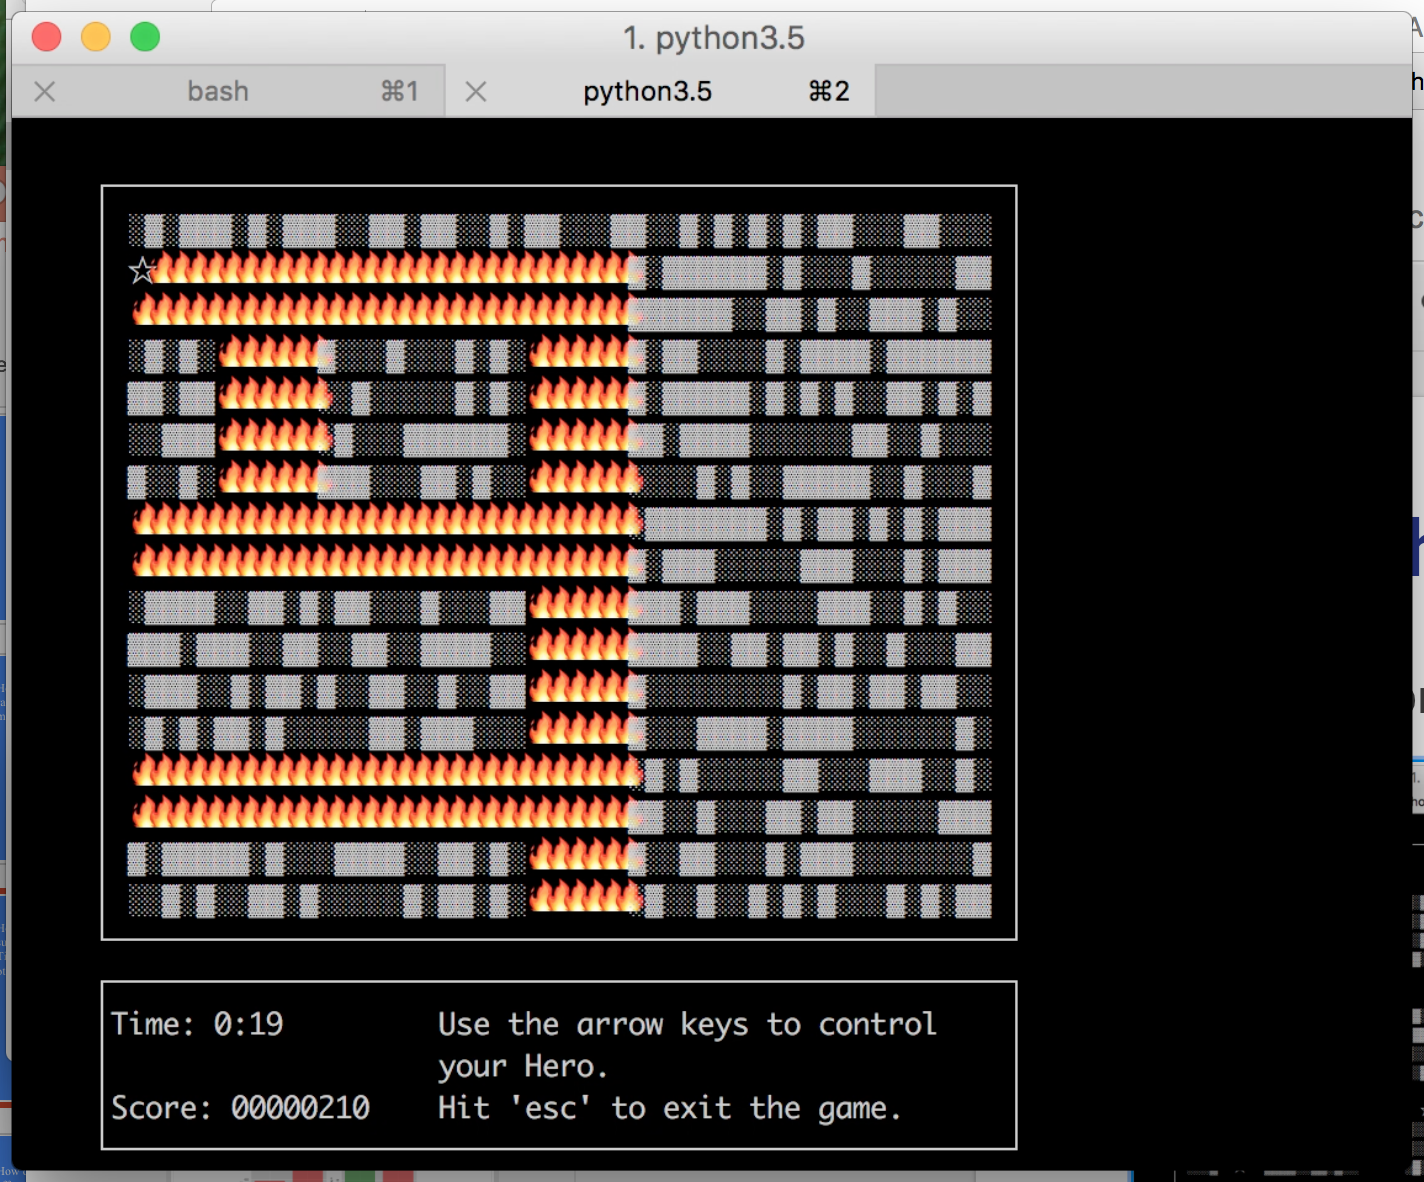 1. python3.5
bash ⌘1
python3.5 ⌘2
Time: 0:19
Use the arrow keys to control
your Hero.
Score: 00000210
Hit 'esc' to exit the game.